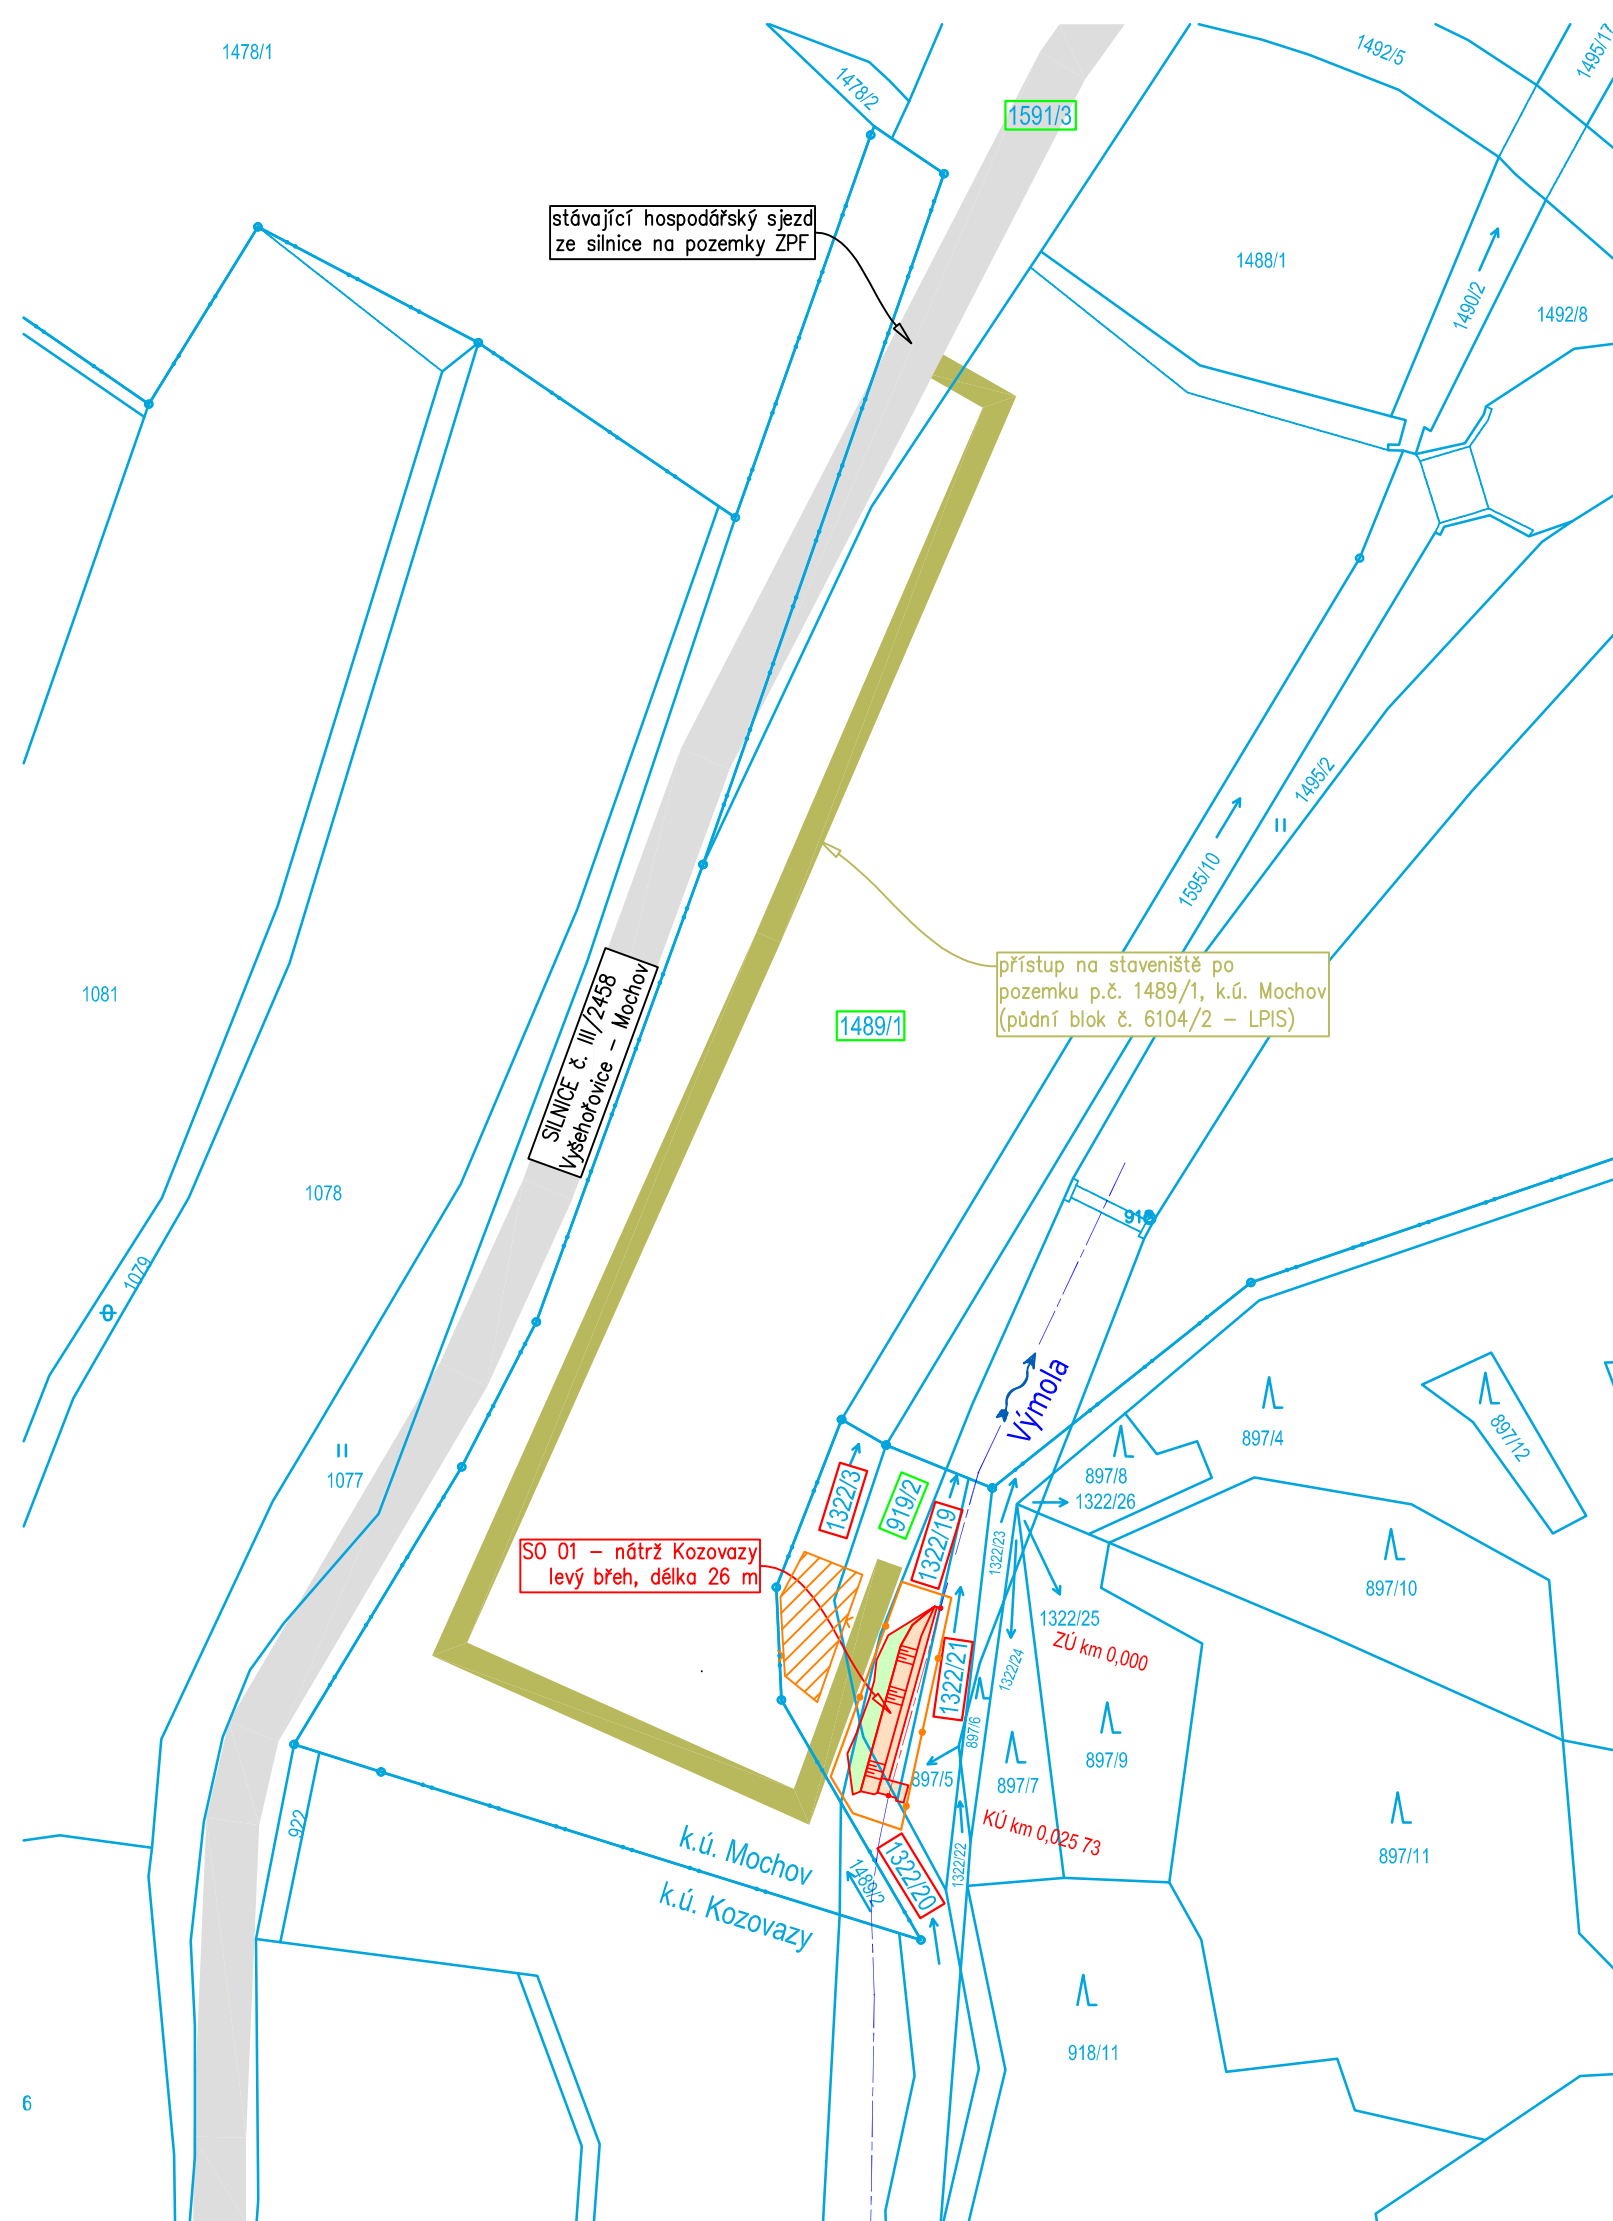 1478/1
1478/2
1492/5
1495/17
1591/3
stávající hospodářský sjezd
ze silnice na pozemky ZPF
1488/1
1490/2
1492/8
1495/2
1595/10
přístup na staveniště po
pozemku p.č. 1489/1, k.ú. Mochov
(půdní blok č. 6104/2 – LPIS)
1081
1489/1
SILNICE č. III/2458
Vyšehořovice – Mochov
1078
1079
1077
Výmola
897/4
897/12
897/8
1322/26
1322/3
919/2
1322/19
1322/23
SO 01 – nátrž Kozovazy
levý břeh, délka 26 m
897/10
1322/25
ZÚ km 0,000
1322/24
1322/21
897/6
897/9
897/5
897/7
922
KÚ km 0,025 73
897/11
k.ú. Mochov
k.ú. Kozovazy
1489/2
1322/20
1322/22
918/11
6